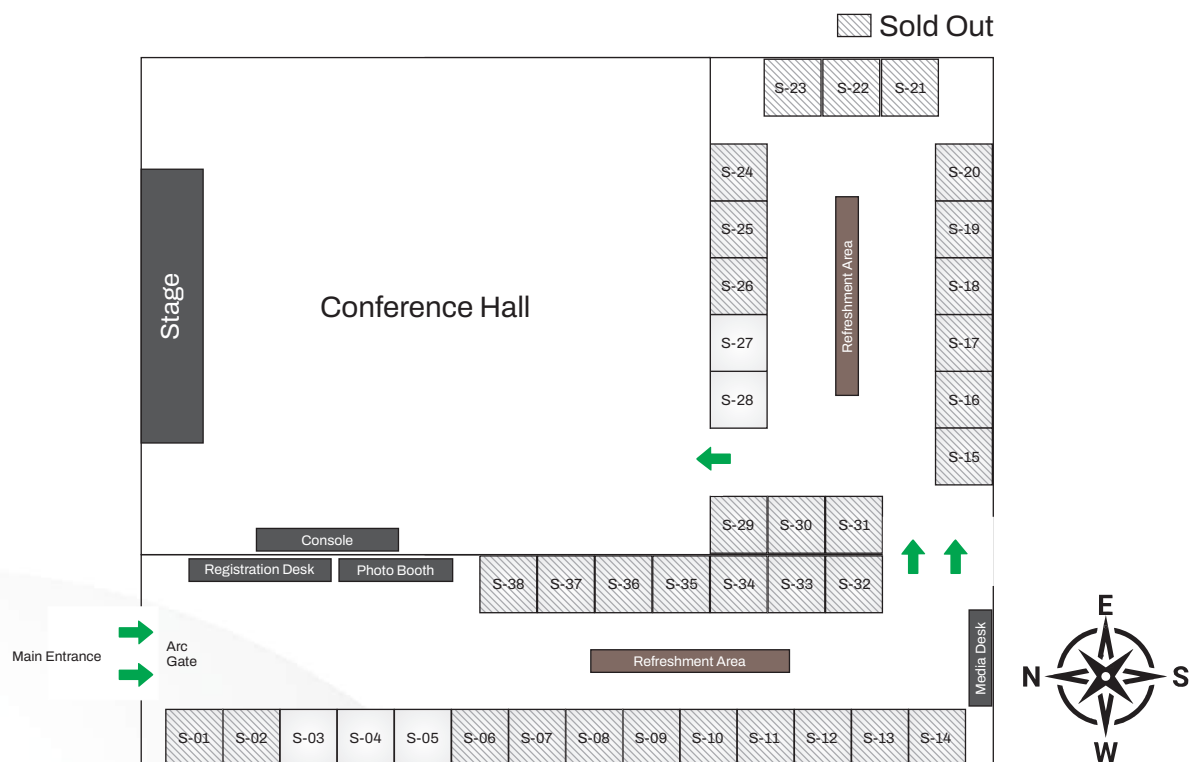 Sold Out
S-23 S-22 S-21
S-24
S-25
S-26
S-27
S-28
S-20
S-19
S-18
S-17
S-16
S-15
Refreshment Area
Stage
Conference Hall
S-29 S-30 S-31
Console
Registration Desk
Photo Booth
S-38 S-37 S-36 S-35 S-34 S-33 S-32
Main Entrance
Arc
Gate
Refreshment Area
Media Desk
S-01 S-02 S-03 S-04 S-05 S-06 S-07 S-08 S-09 S-10 S-11 S-12 S-13 S-14
E
N
S
W